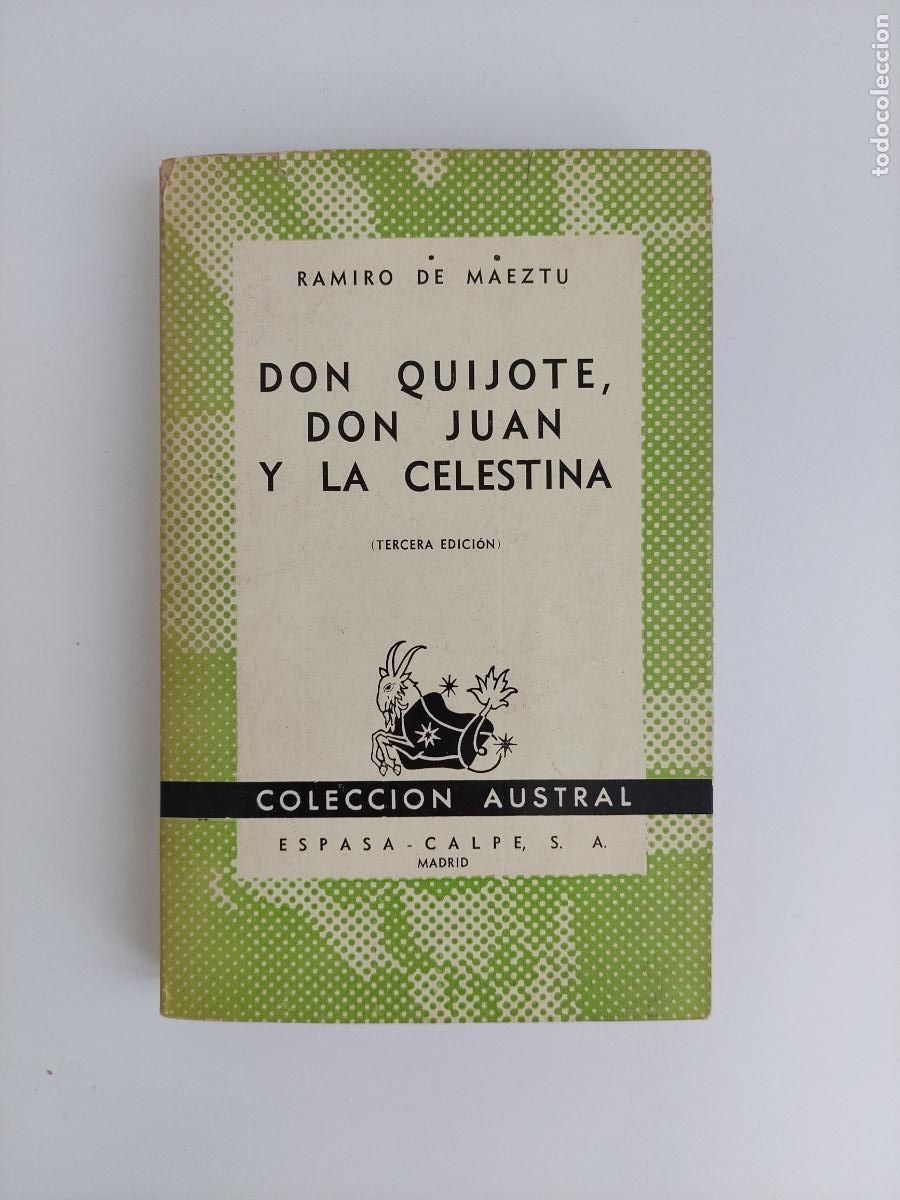 RAMIRO DE MAEZTU
DON QUIJOTE,
DON JUAN
Y LA CELESTINA
(TERCERA EDICIÓN)
COLECCION AUSTRAL
ESPASA - CALPE, S. A.
MADRID
todocoleccion